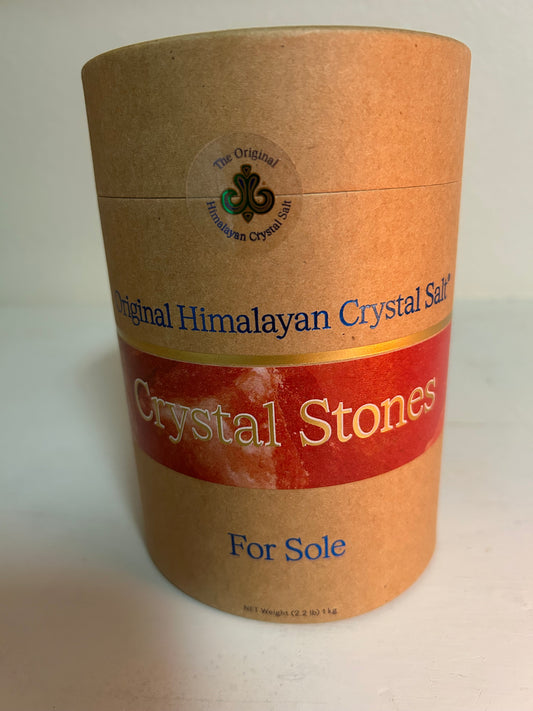 The Original
Himalayan Crystal Salt
Original Himalayan Crystal Salt®
Crystal Stones
For Sole
NET Weight (2.2 lb) 1 kg